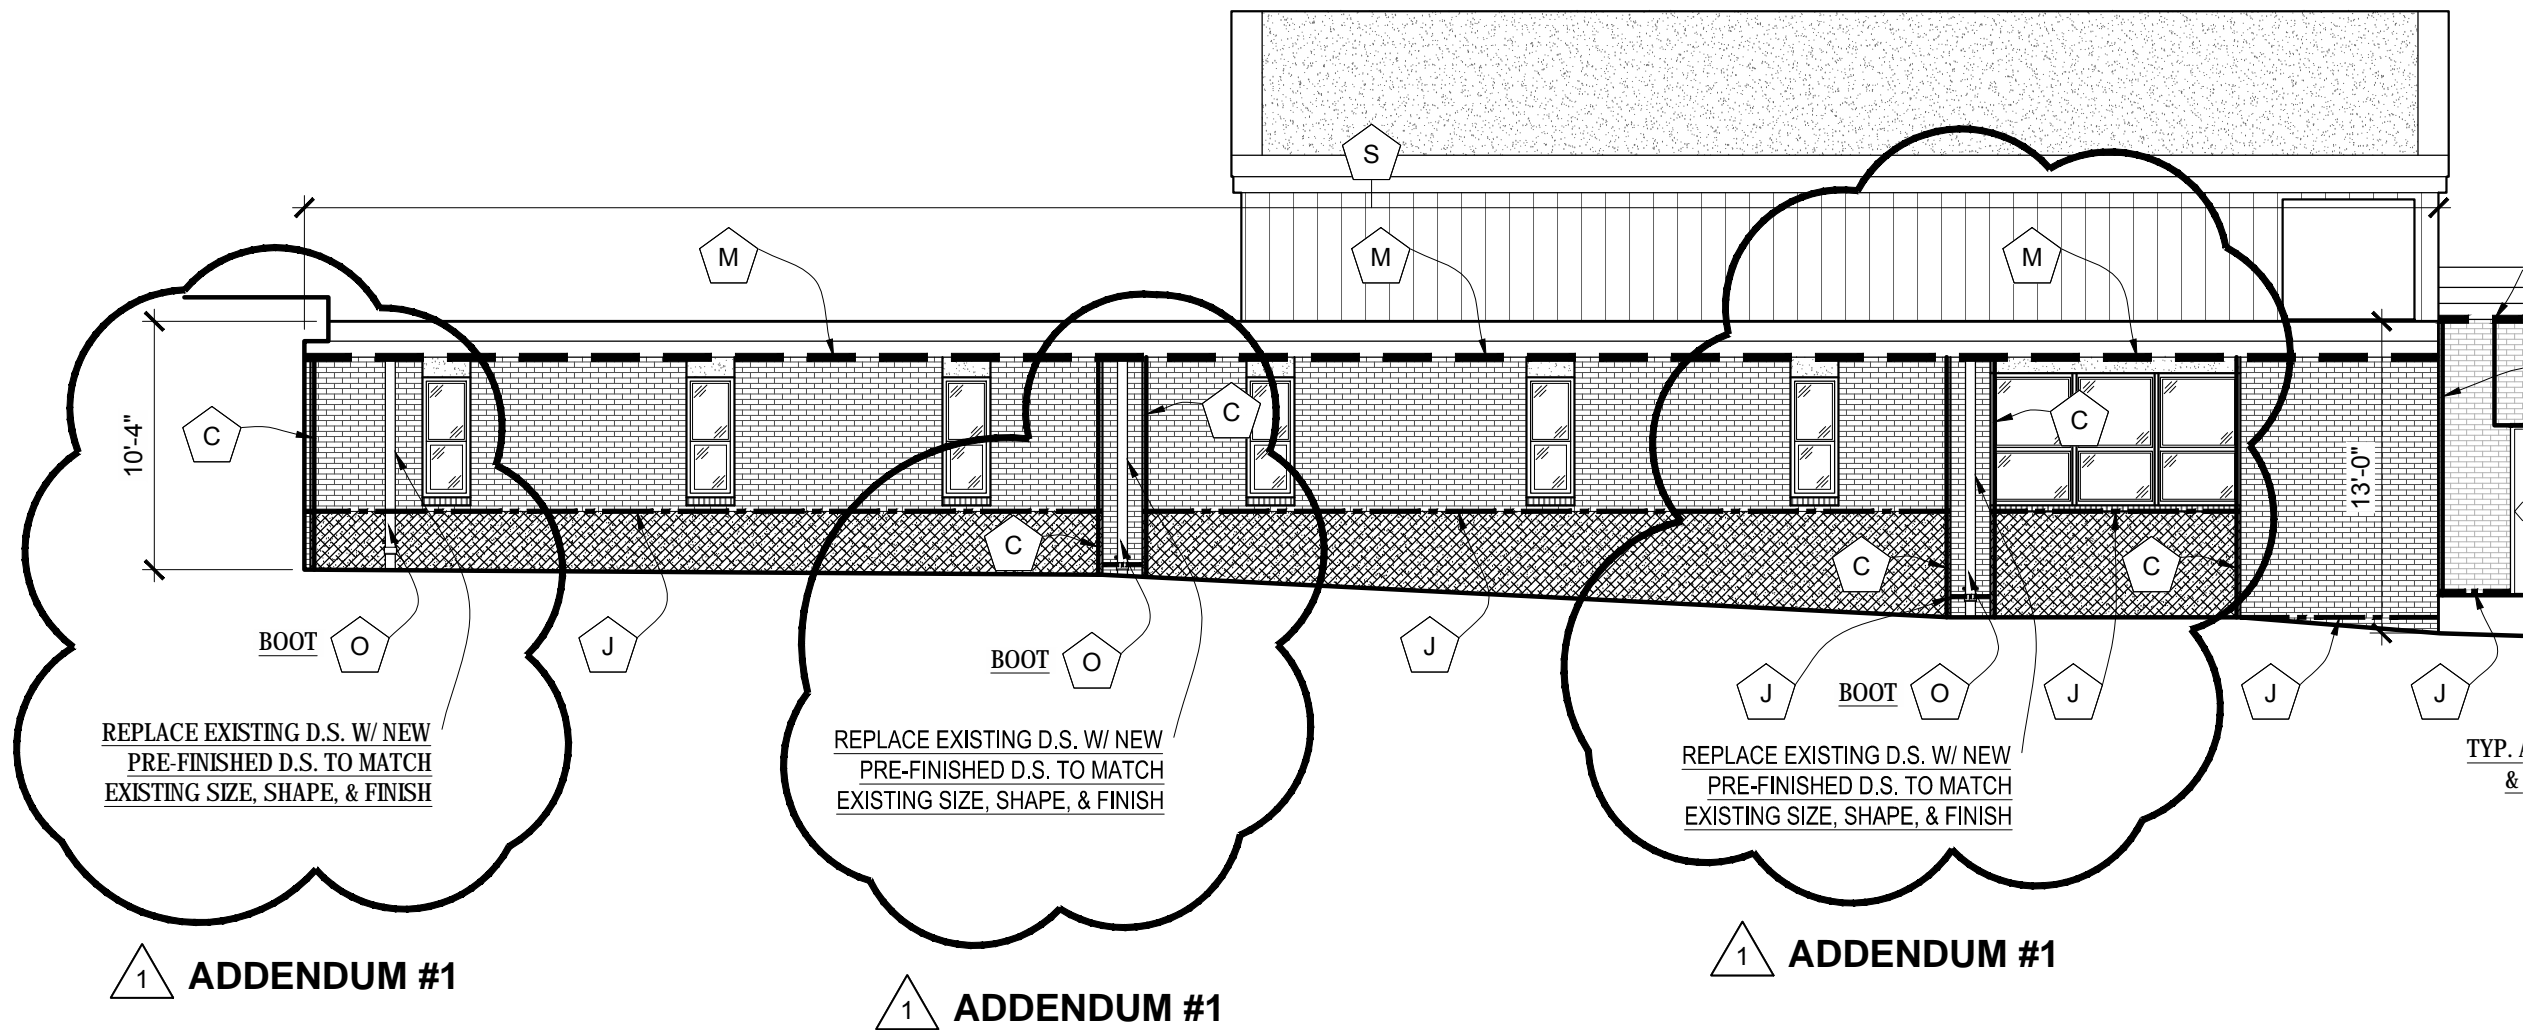 S
M
M
M
10'-4"
C
C
C
13'-0"
C
C
C
BOOT O
J
BOOT O
J
J
BOOT O
J
J
J
REPLACE EXISTING D.S. W/ NEW
PRE-FINISHED D.S. TO MATCH
EXISTING SIZE, SHAPE, & FINISH
REPLACE EXISTING D.S. W/ NEW
PRE-FINISHED D.S. TO MATCH
EXISTING SIZE, SHAPE, & FINISH
REPLACE EXISTING D.S. W/ NEW
PRE-FINISHED D.S. TO MATCH
EXISTING SIZE, SHAPE, & FINISH
TYP.
&
1 ADDENDUM #1
1 ADDENDUM #1
1 ADDENDUM #1